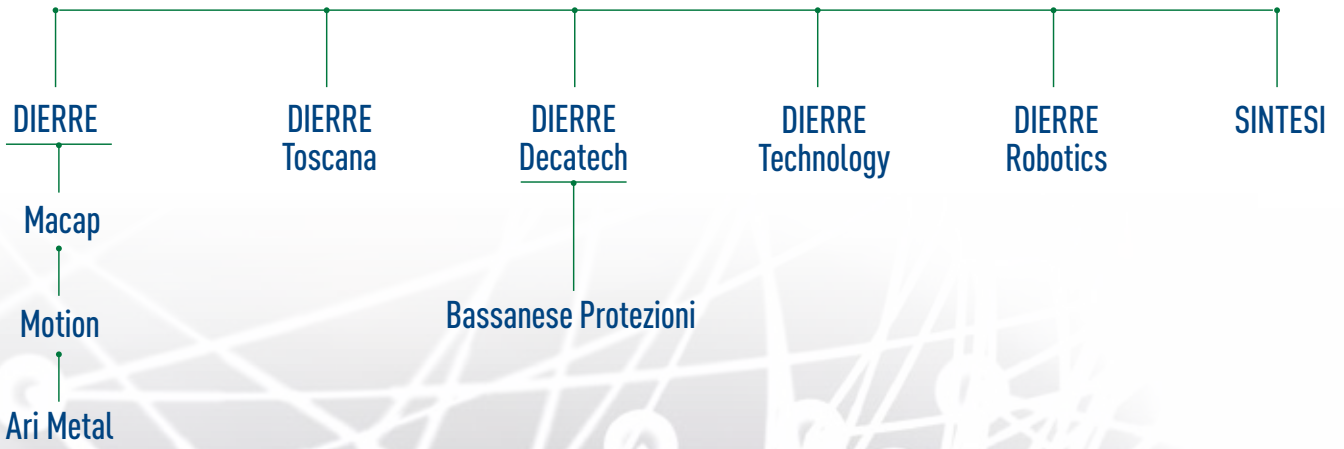 DIERRE
DIERRE
Toscana
DIERRE
Decatech
DIERRE
Technology
DIERRE
Robotics
SINTESI
Macap
Motion
Ari Metal
Bassanese Protezioni